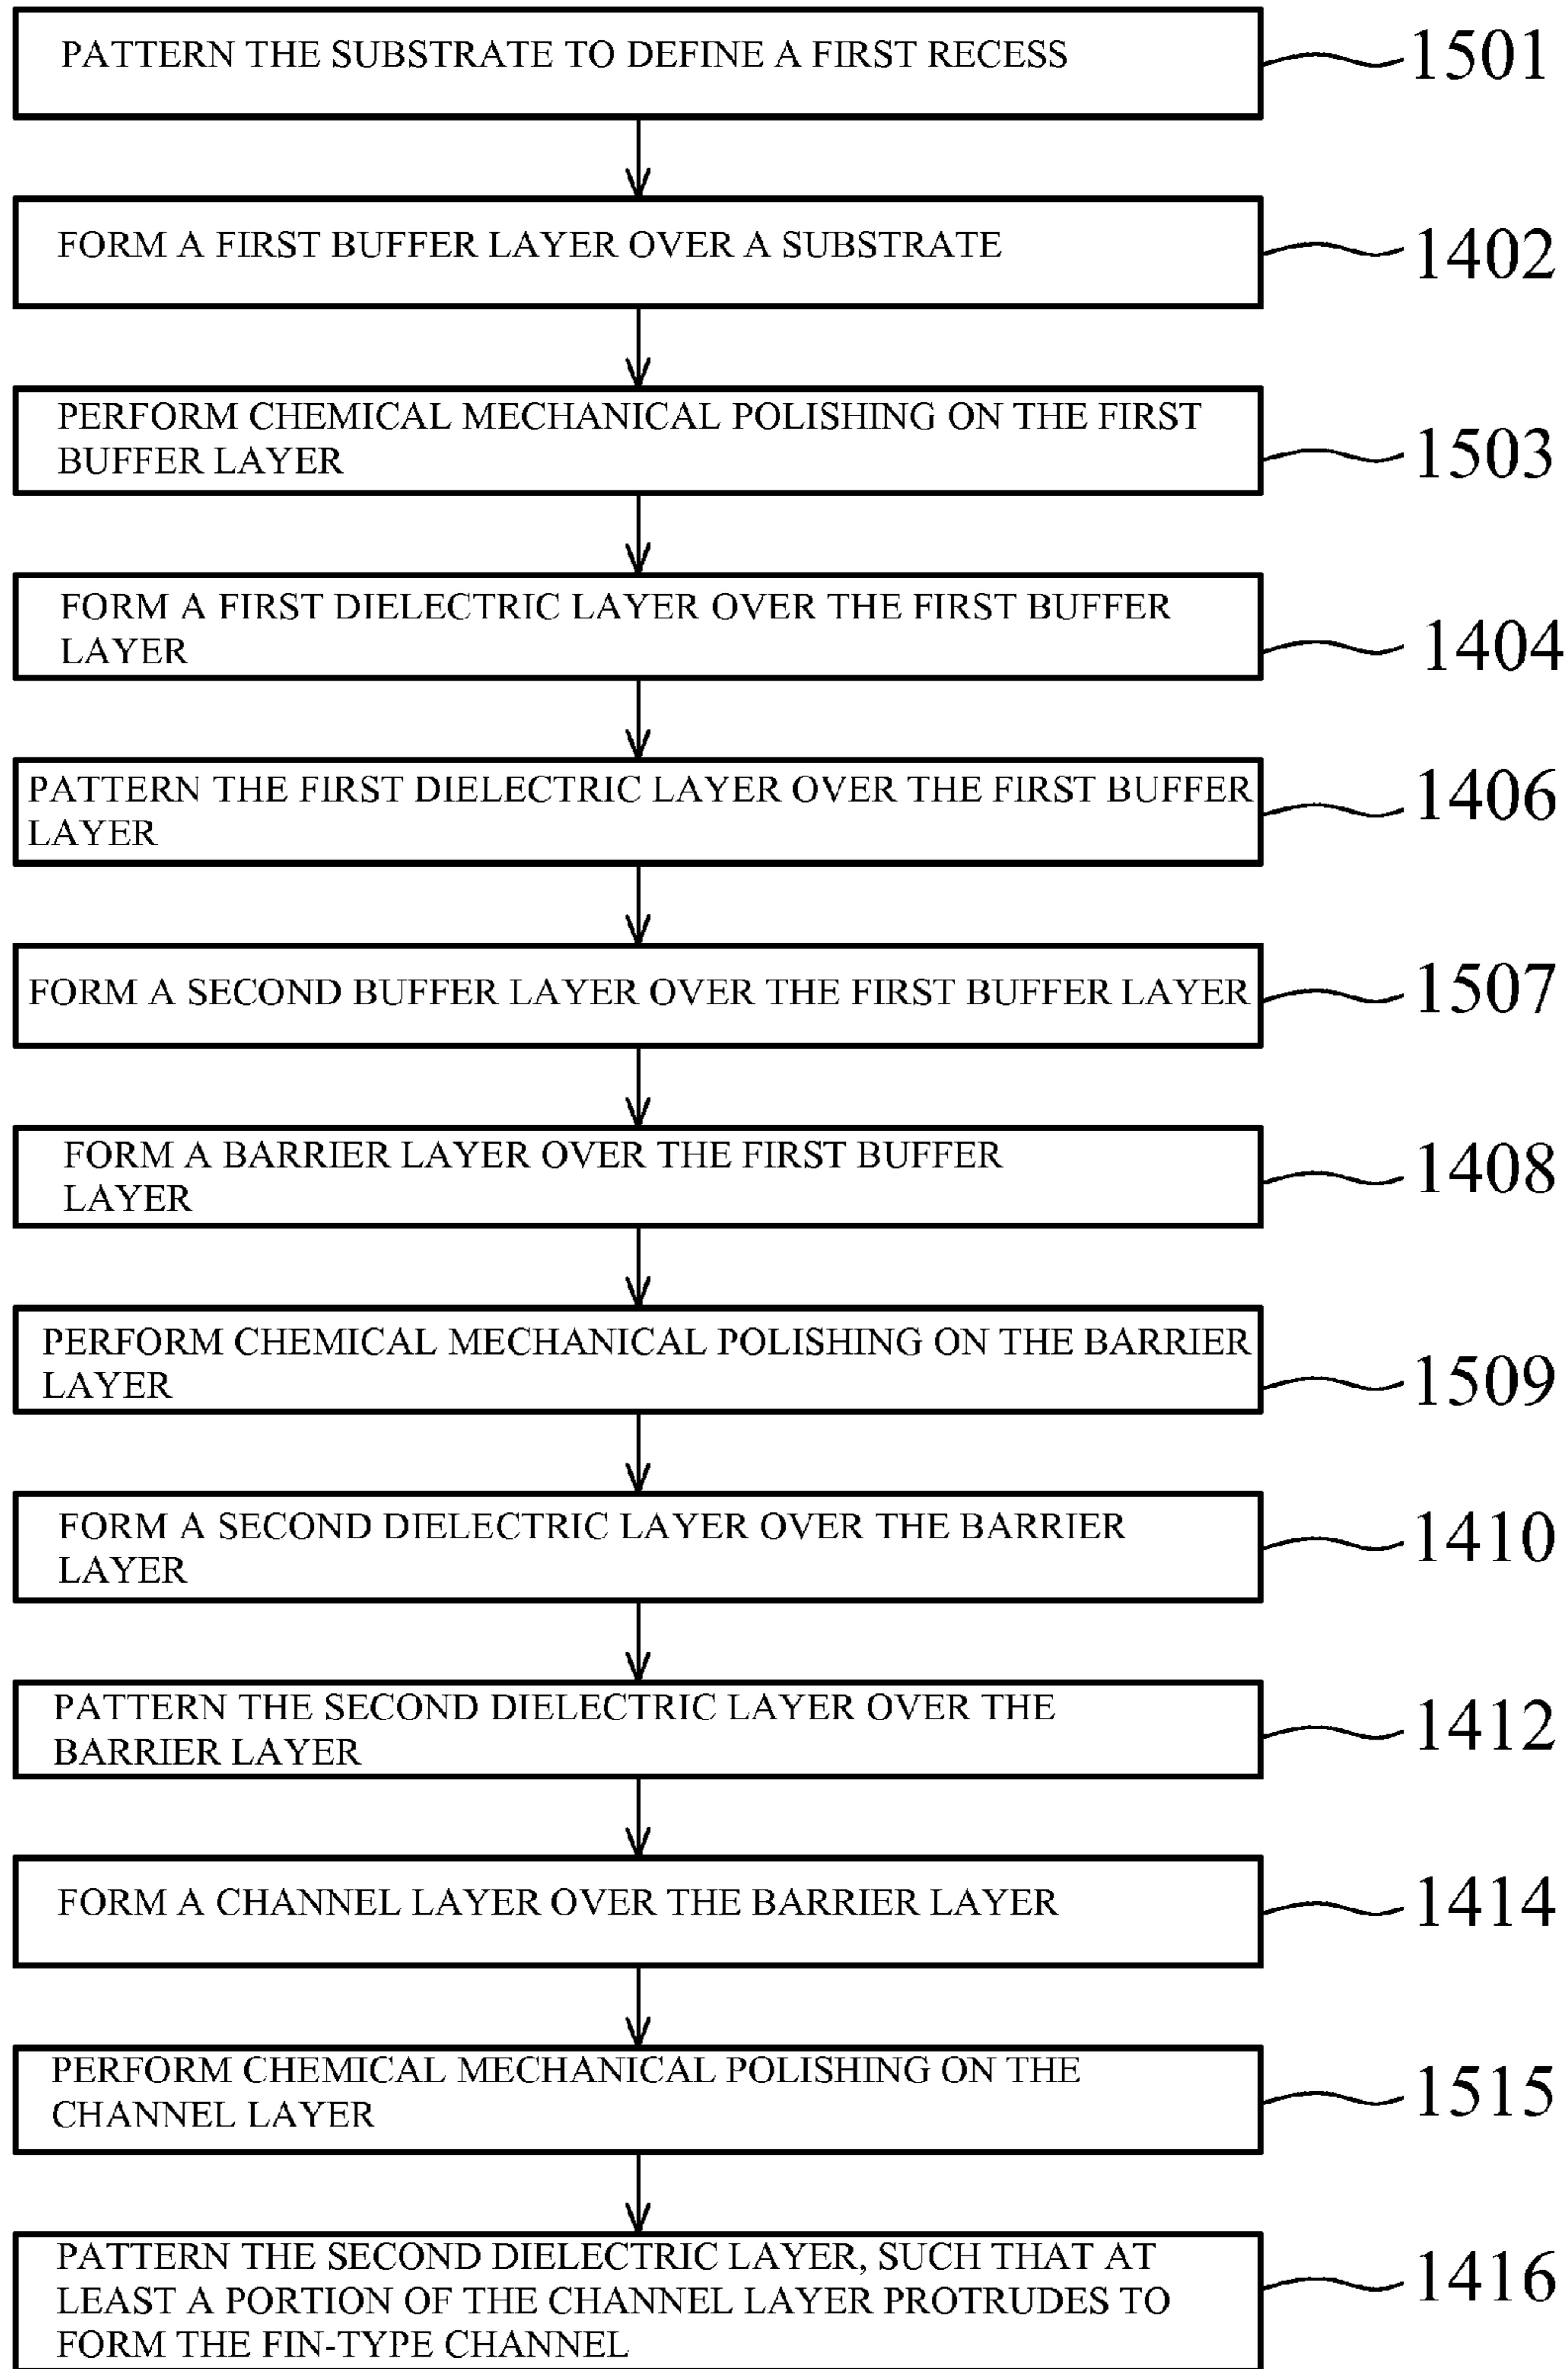 PATTERN THE SUBSTRATE TO DEFINE A FIRST RECESS
1501
FORM A FIRST BUFFER LAYER OVER A SUBSTRATE
1402
PERFORM CHEMICAL MECHANICAL POLISHING ON THE FIRST
BUFFER LAYER
1503
FORM A FIRST DIELECTRIC LAYER OVER THE FIRST BUFFER
LAYER
1404
PATTERN THE FIRST DIELECTRIC LAYER OVER THE FIRST BUFFER
LAYER
1406
FORM A SECOND BUFFER LAYER OVER THE FIRST BUFFER LAYER
1507
FORM A BARRIER LAYER OVER THE FIRST BUFFER
LAYER
1408
PERFORM CHEMICAL MECHANICAL POLISHING ON THE BARRIER
LAYER
1509
FORM A SECOND DIELECTRIC LAYER OVER THE BARRIER
LAYER
1410
PATTERN THE SECOND DIELECTRIC LAYER OVER THE
BARRIER LAYER
1412
FORM A CHANNEL LAYER OVER THE BARRIER LAYER
1414
PERFORM CHEMICAL MECHANICAL POLISHING ON THE
CHANNEL LAYER
1515
PATTERN THE SECOND DIELECTRIC LAYER, SUCH THAT AT
LEAST A PORTION OF THE CHANNEL LAYER PROTRUDES TO
FORM THE FIN-TYPE CHANNEL
1416